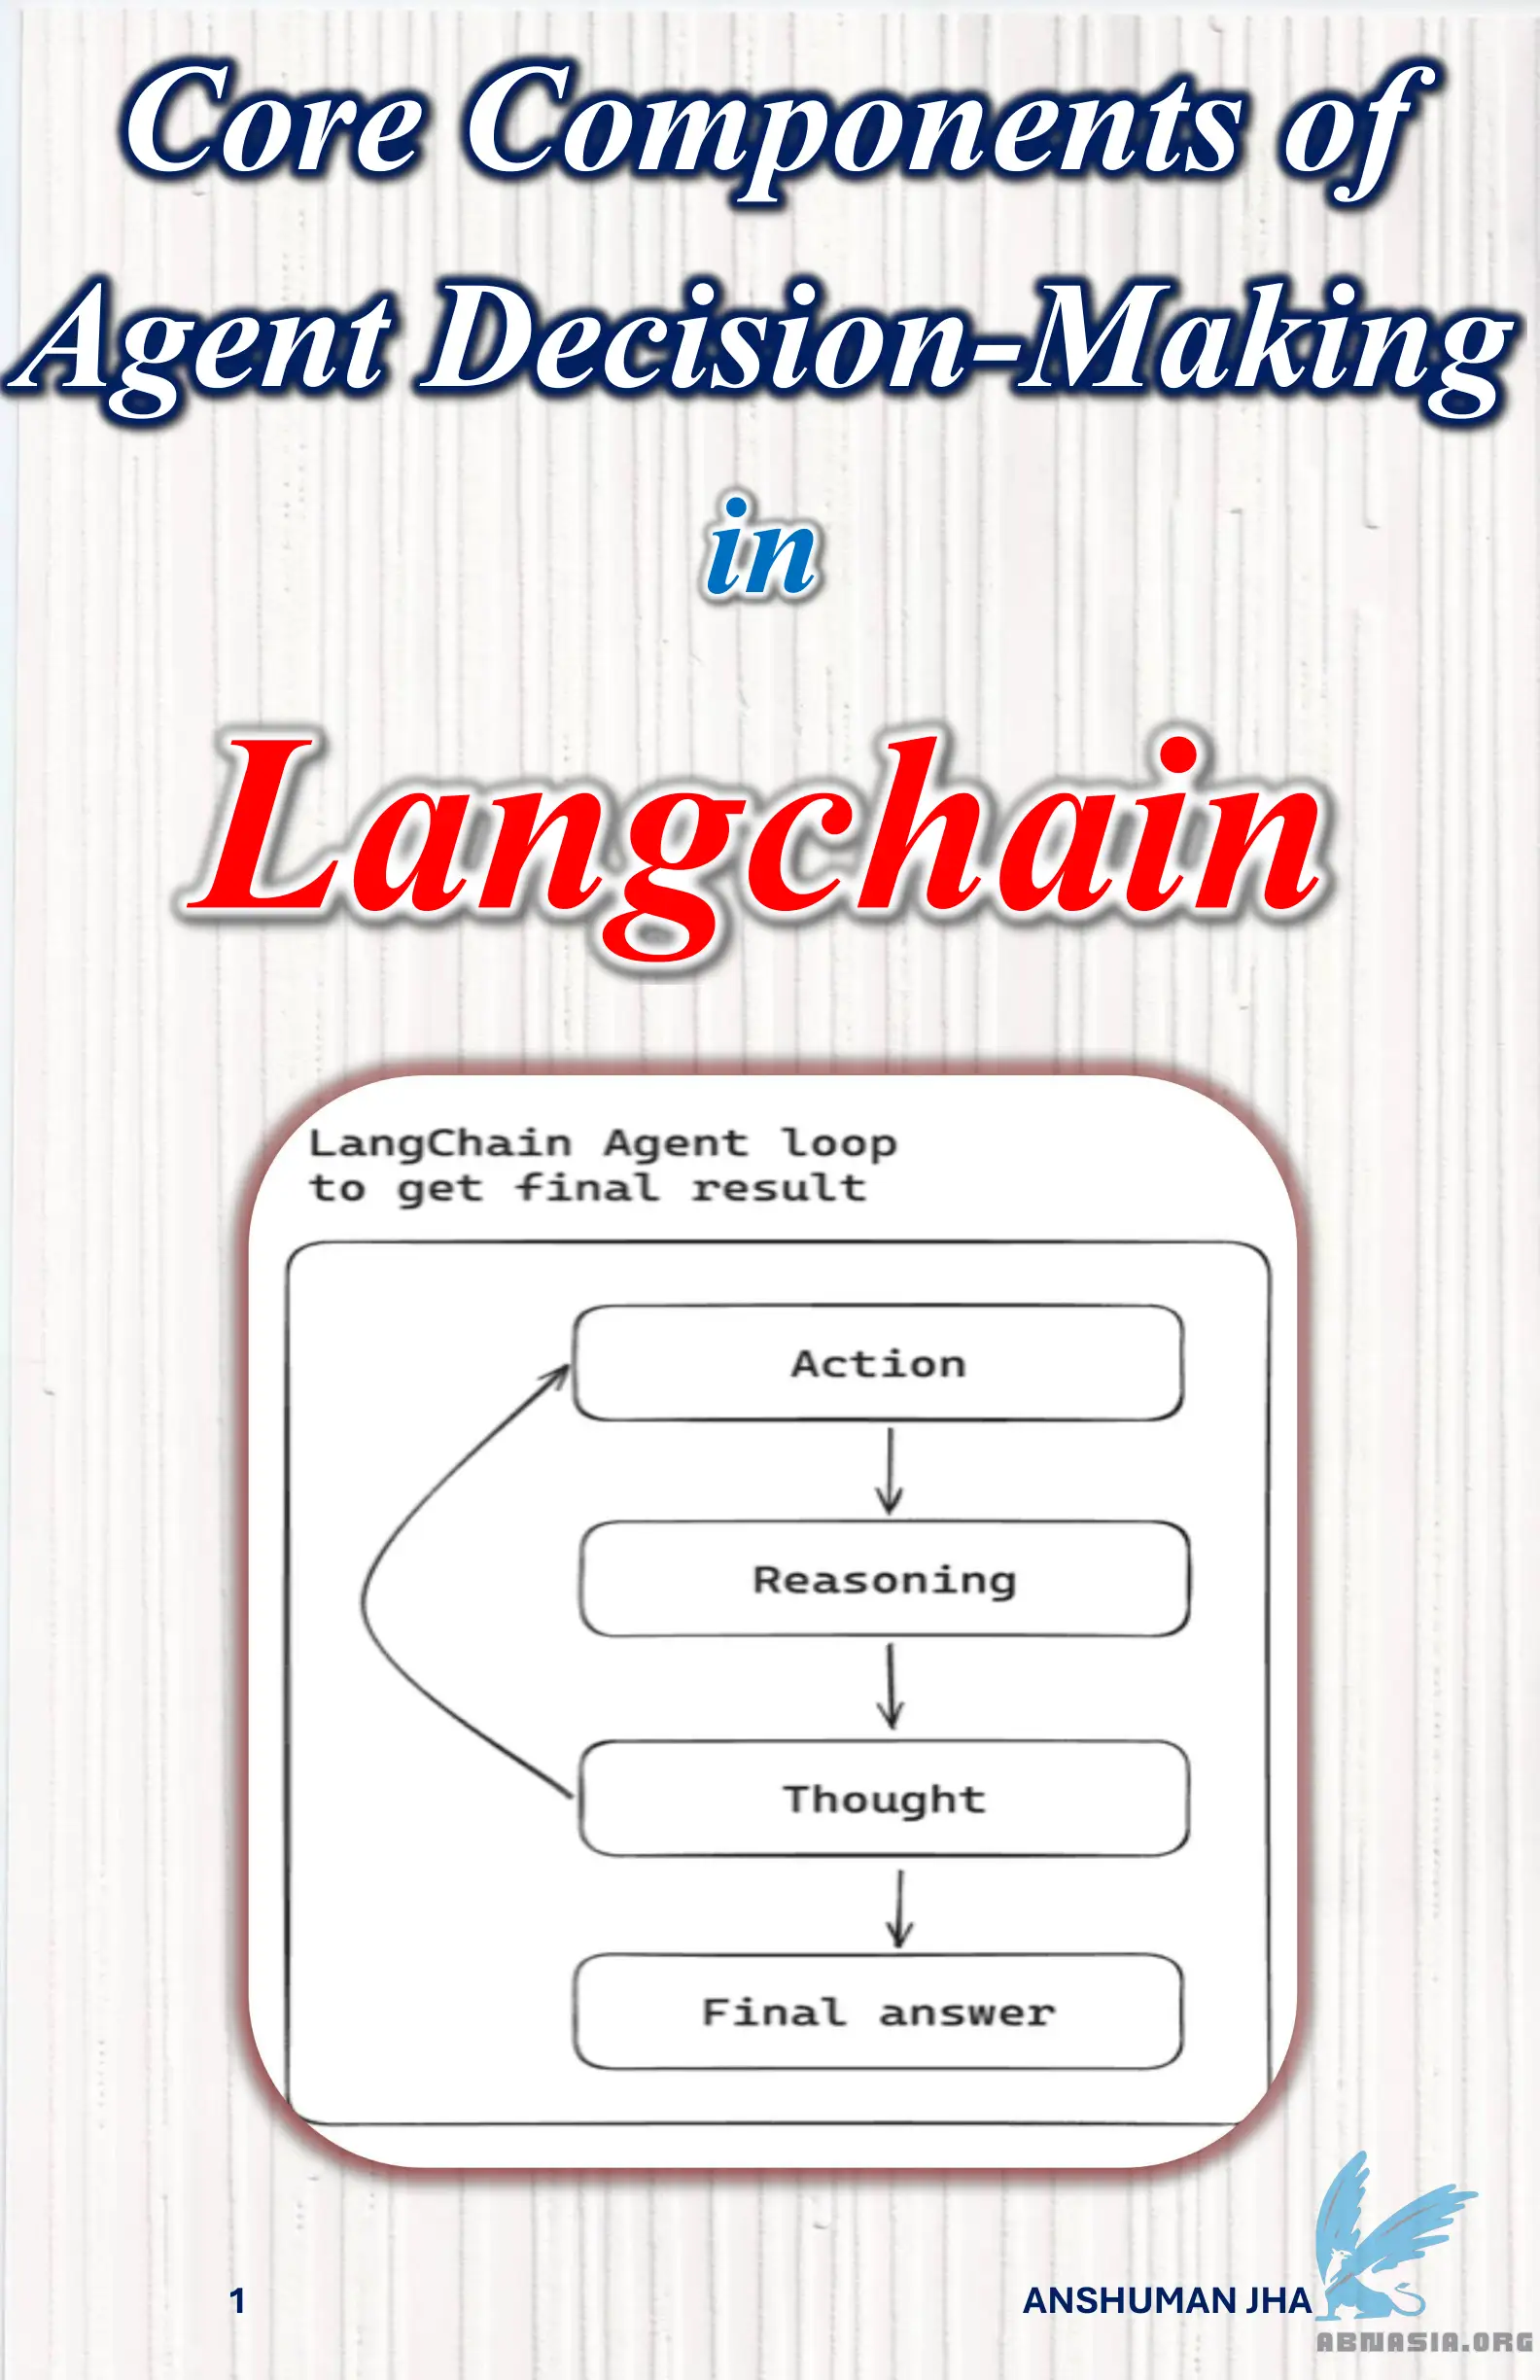 Core Components of
Agent Decision-Making
in
Langchain
LangChain Agent loop
to get final result
Action
Reasoning
Thought
Final answer
1
ANSHUMAN JHA
ABNASIA.ORG